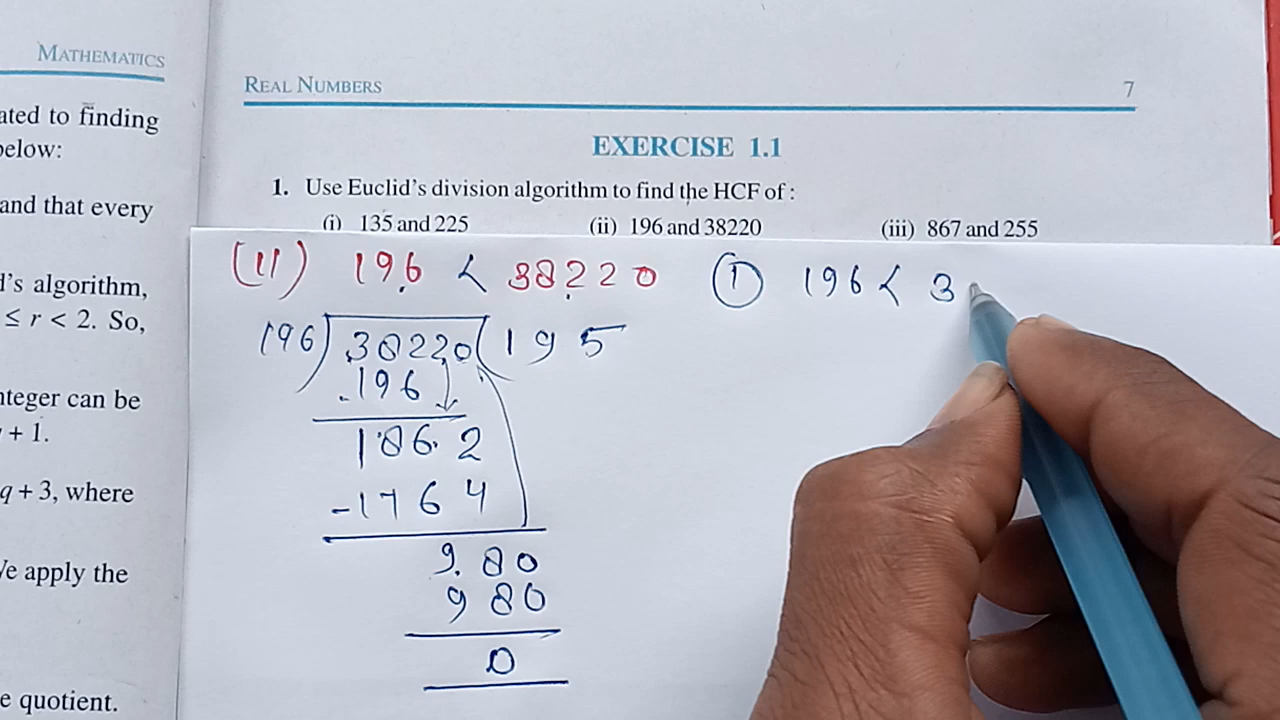 MATHEMATICS
ated to finding
below:
and that every
l's algorithm,
≤ r < 2. So,
nteger can be
+ 1.
q + 3, where
We apply the
e quotient.
REAL NUMBERS 7
EXERCISE 1.1
1. Use Euclid's division algorithm to find the HCF of :
(i) 135 and 225 (ii) 196 and 38220 (iii) 867 and 255
(II) 196 < 38220
196) 38220 (195
196
1862
-1764
980
980
0
① 196 < 3